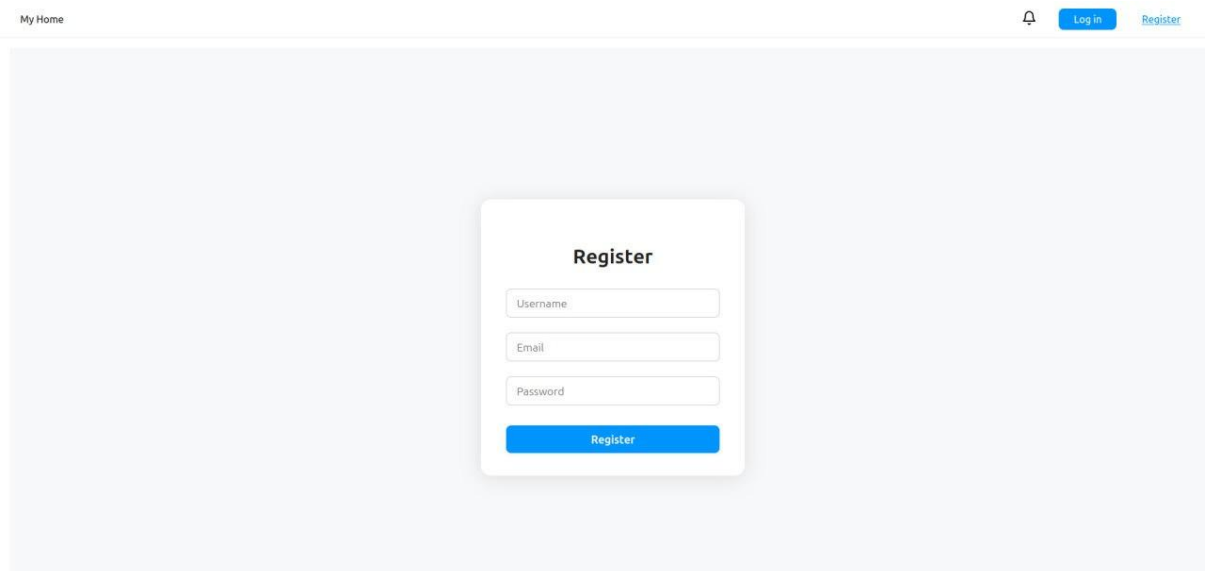 My Home
Log in
Register
Register
Username
Email
Password
Register